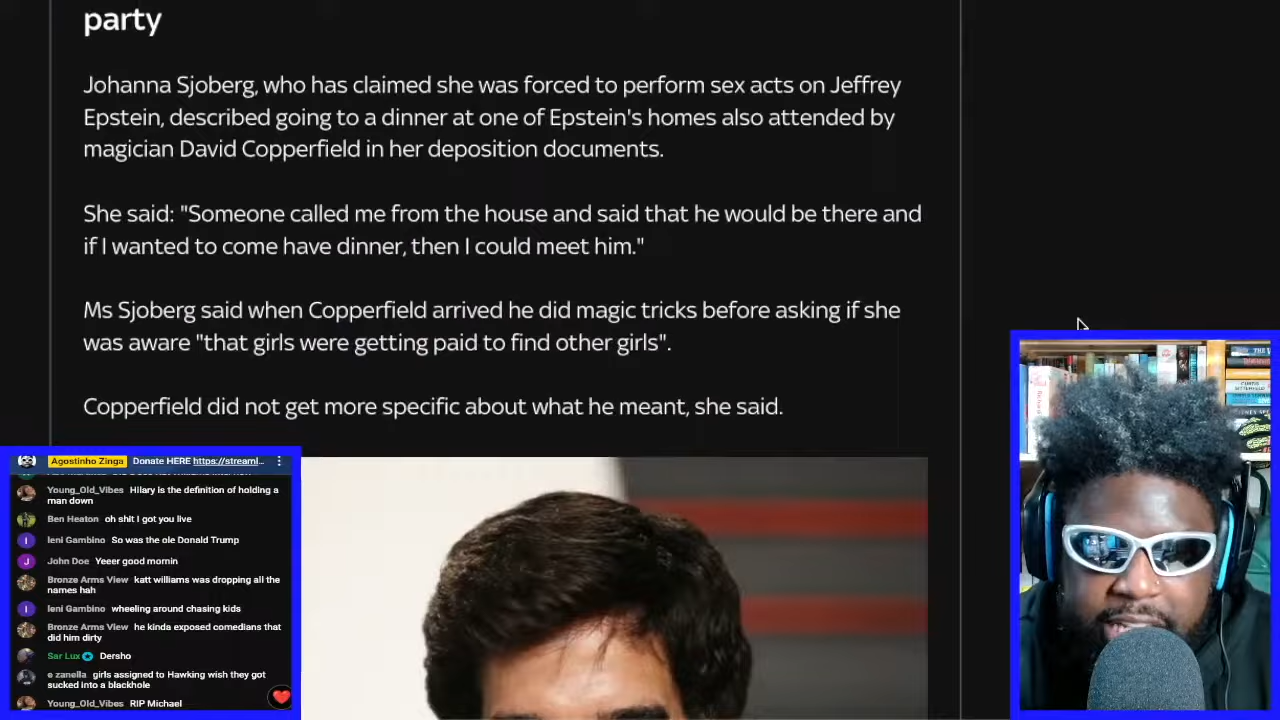 party
Johanna Sjoberg, who has claimed she was forced to perform sex acts on Jeffrey
Epstein, described going to a dinner at one of Epstein's homes also attended by
magician David Copperfield in her deposition documents.
She said: "Someone called me from the house and said that he would be there and
if I wanted to come have dinner, then I could meet him."
Ms Sjoberg said when Copperfield arrived he did magic tricks before asking if she
was aware "that girls were getting paid to find other girls".
Copperfield did not get more specific about what he meant, she said.
Agostinho Zinga Donate HERE https://streaml...
Young_Old_Vibes Hilary is the definition of holding a
man down
Ben Heaton oh shit I got you live
Ieni Gambino So was the ole Donald Trump
John Doe Yeeer good mornin
Bronze Arms View katt williams was dropping all the
names hah
Ieni Gambino wheeling around chasing kids
Bronze Arms View he kinda exposed comedians that
did him dirty
Sar Lux Dersho
e zanella girls assigned to Hawking wish they got
sucked into a blackhole
Young_Old_Vibes RIP Michael